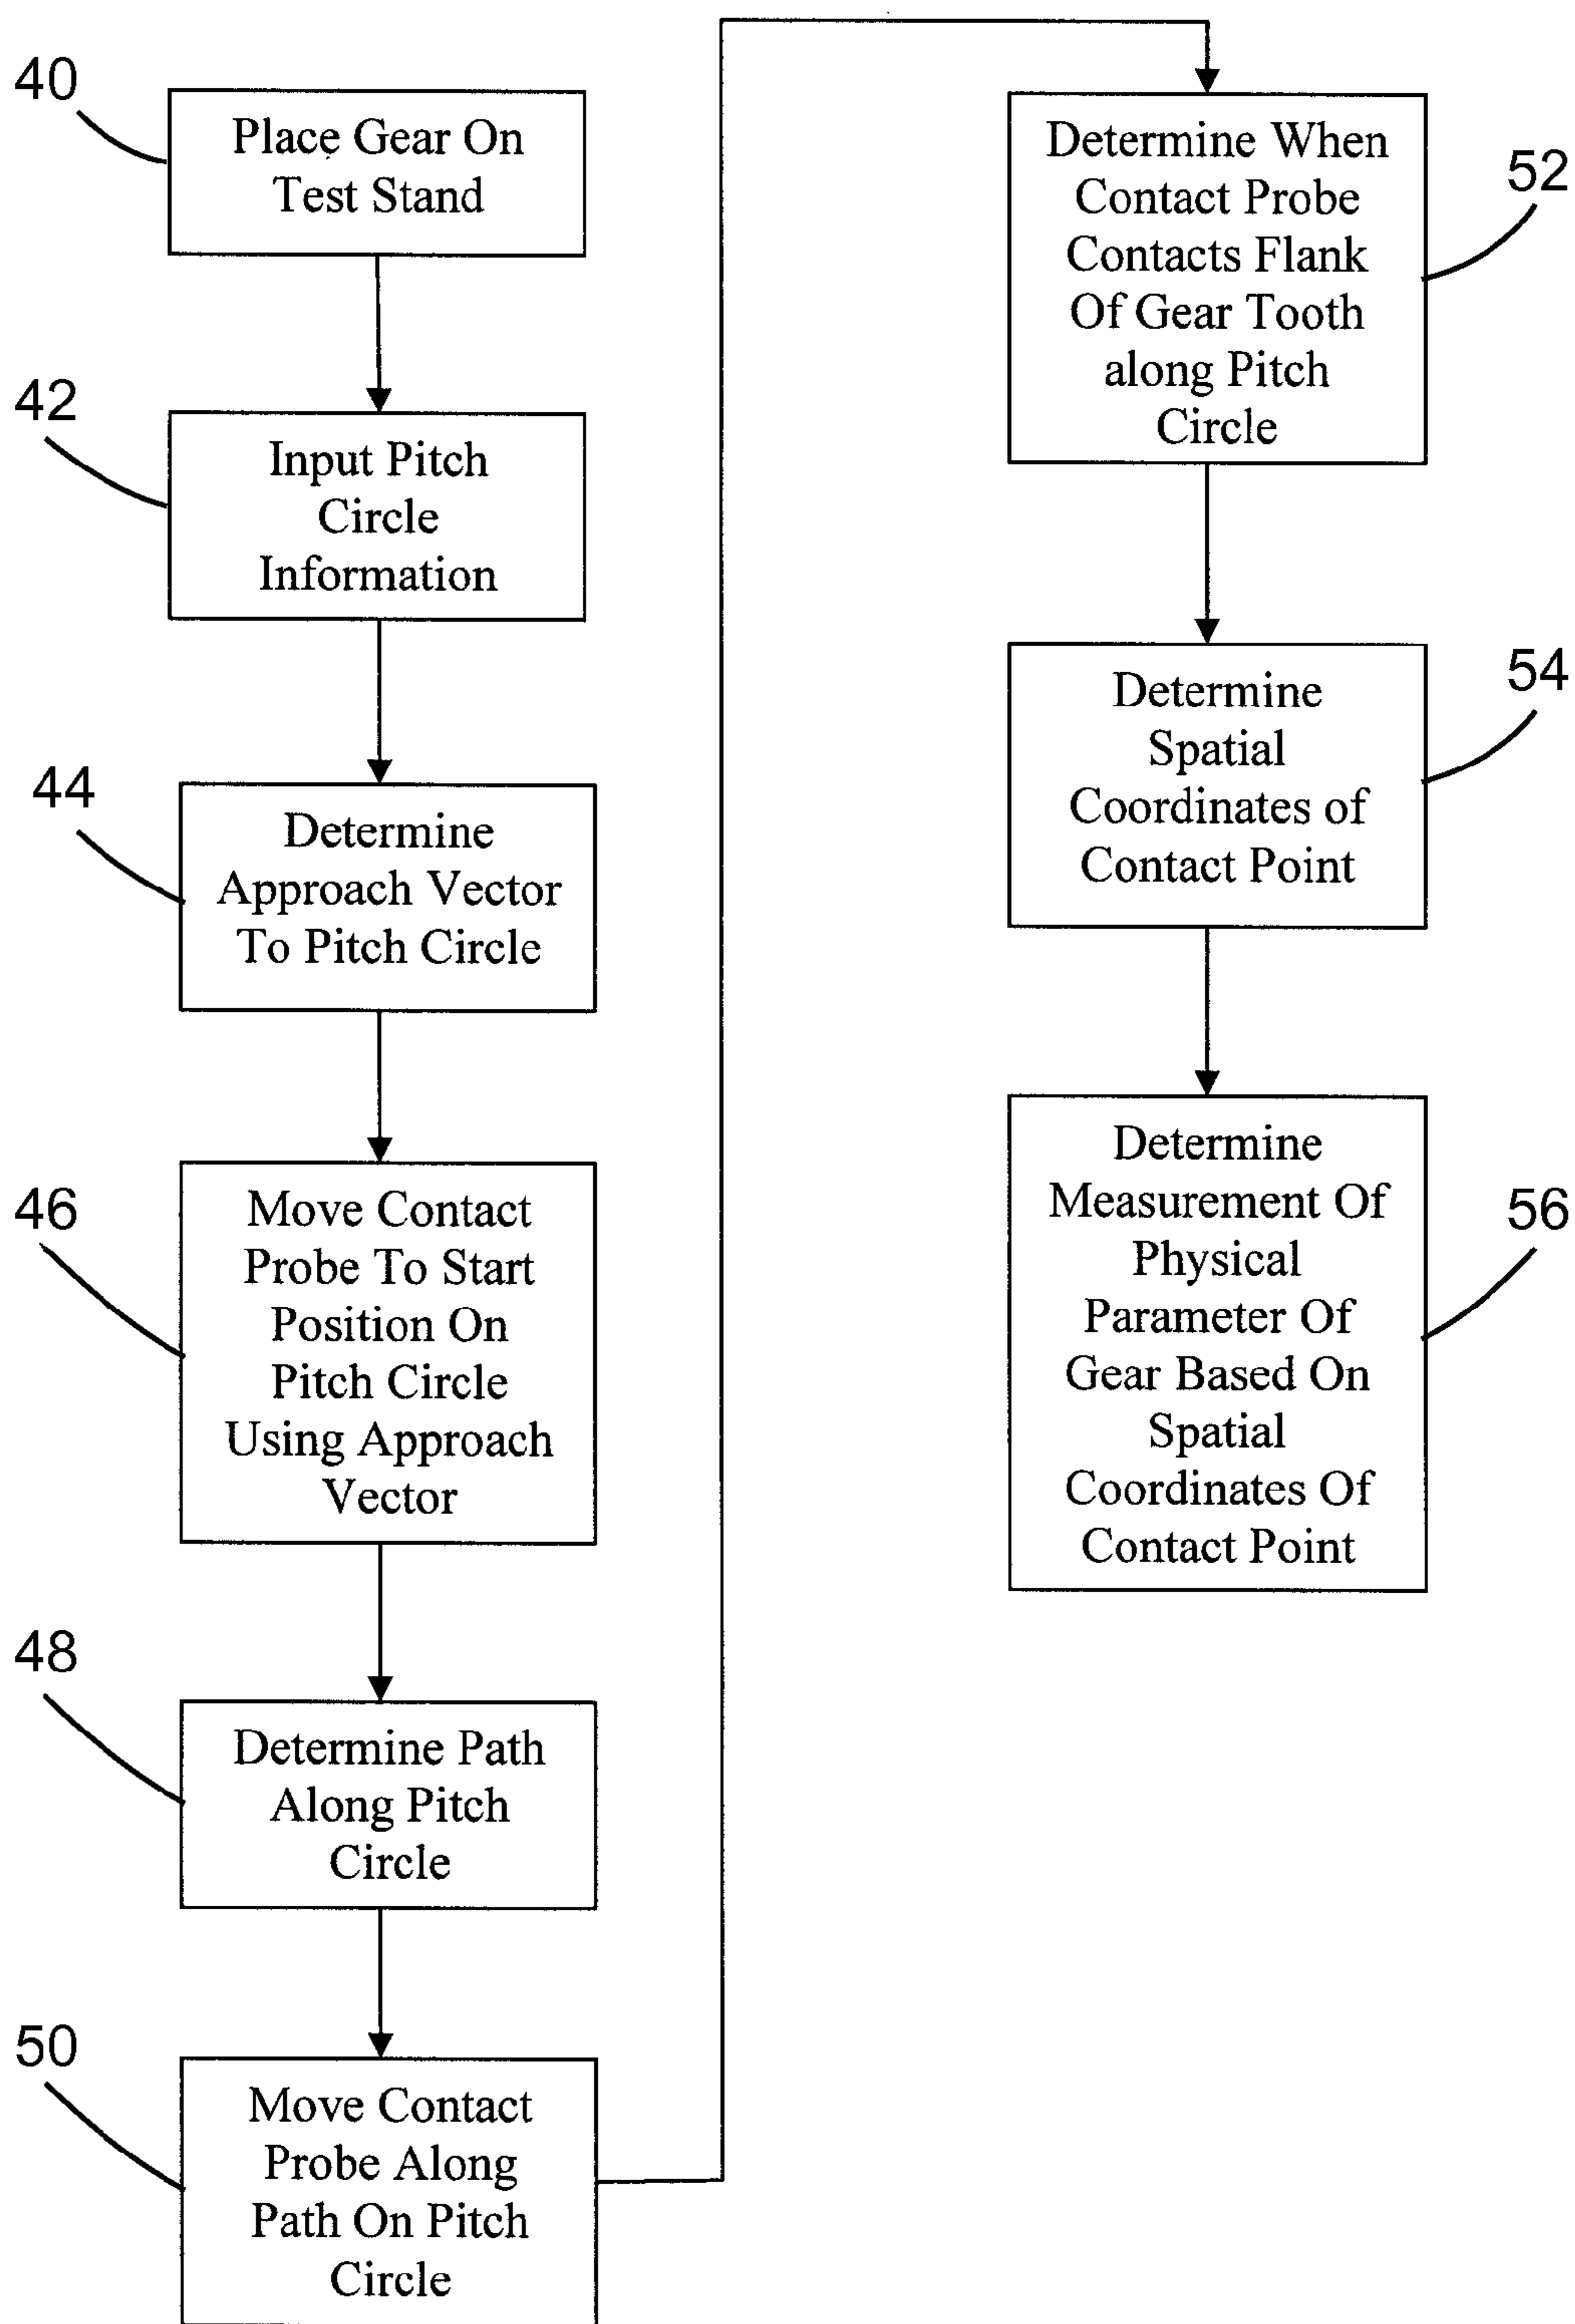 40
Place Gear On
Test Stand
42
Input Pitch
Circle
Information
44
Determine
Approach Vector
To Pitch Circle
46
Move Contact
Probe To Start
Position On
Pitch Circle
Using Approach
Vector
48
Determine Path
Along Pitch
Circle
50
Move Contact
Probe Along
Path On Pitch
Circle
52
Determine When
Contact Probe
Contacts Flank
Of Gear Tooth
along Pitch
Circle
54
Determine
Spatial
Coordinates of
Contact Point
56
Determine
Measurement Of
Physical
Parameter Of
Gear Based On
Spatial
Coordinates Of
Contact Point